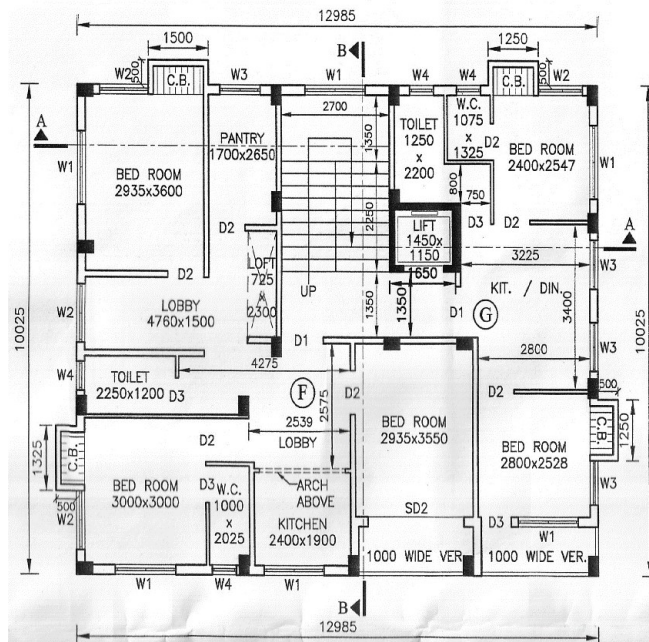 12985
1500
B
1250
500
500
W2
C.B.
W3
W1
W4
W4
C.B.
W2
2700
A
PANTRY
1700x2650
1350
TOILET
1250
x
2200
W.C.
1075
x
1325
D2
BED ROOM
2400x2547
W1
BED ROOM
2935x3600
W1
2250
800
750
D3
D2
D2
LIFT
1450x
1150
1650
A
3225
W3
LOFT
725
x
2300
D2
UP
1350
1350
KIT. / DIN.
3400
10025
W2
LOBBY
4760x1500
D1
G
10025
D1
W3
W4
TOILET
2250x1200
D3
4275
2800
F
2575
D2
D2
500
2539
LOBBY
BED ROOM
2935x3550
C.B.
1250
1325
C.B.
D2
BED ROOM
2800x2528
500
W2
BED ROOM
3000x3000
D3
W.C.
1000
x
2025
ARCH
ABOVE
KITCHEN
2400x1900
SD2
D3
W1
W3
1000 WIDE VER.
1000 WIDE VER.
W1
W4
W1
B
12985